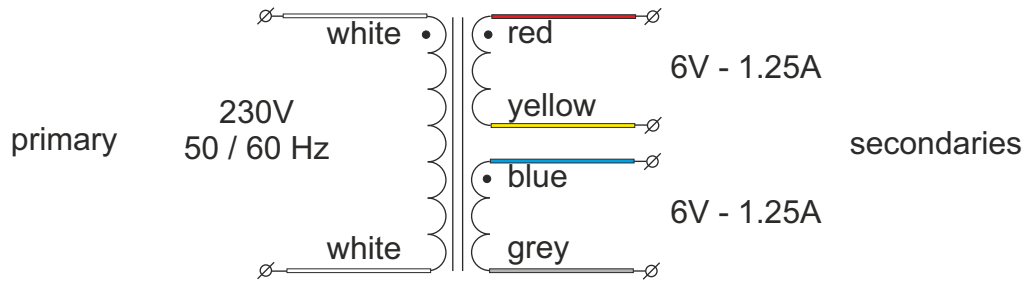 white
red
6V - 1.25A
primary
230V
50 / 60 Hz
yellow
secondaries
blue
6V - 1.25A
white
grey